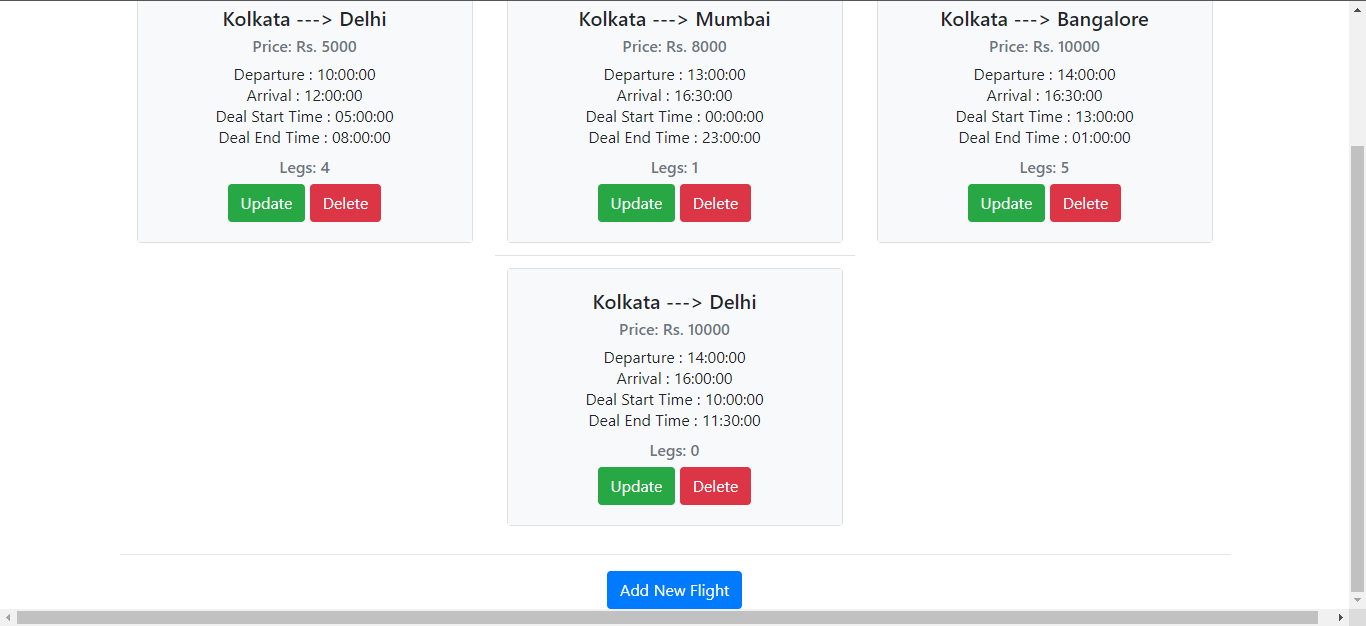 Kolkata ---> Delhi
Price: Rs. 5000
Departure : 10:00:00
Arrival : 12:00:00
Deal Start Time : 05:00:00
Deal End Time : 08:00:00
Legs: 4
Update Delete
Kolkata ---> Mumbai
Price: Rs. 8000
Departure : 13:00:00
Arrival : 16:30:00
Deal Start Time : 00:00:00
Deal End Time : 23:00:00
Legs: 1
Update Delete
Kolkata ---> Bangalore
Price: Rs. 10000
Departure : 14:00:00
Arrival : 16:30:00
Deal Start Time : 13:00:00
Deal End Time : 01:00:00
Legs: 5
Update Delete
Kolkata ---> Delhi
Price: Rs. 10000
Departure : 14:00:00
Arrival : 16:00:00
Deal Start Time : 10:00:00
Deal End Time : 11:30:00
Legs: 0
Update Delete
Add New Flight